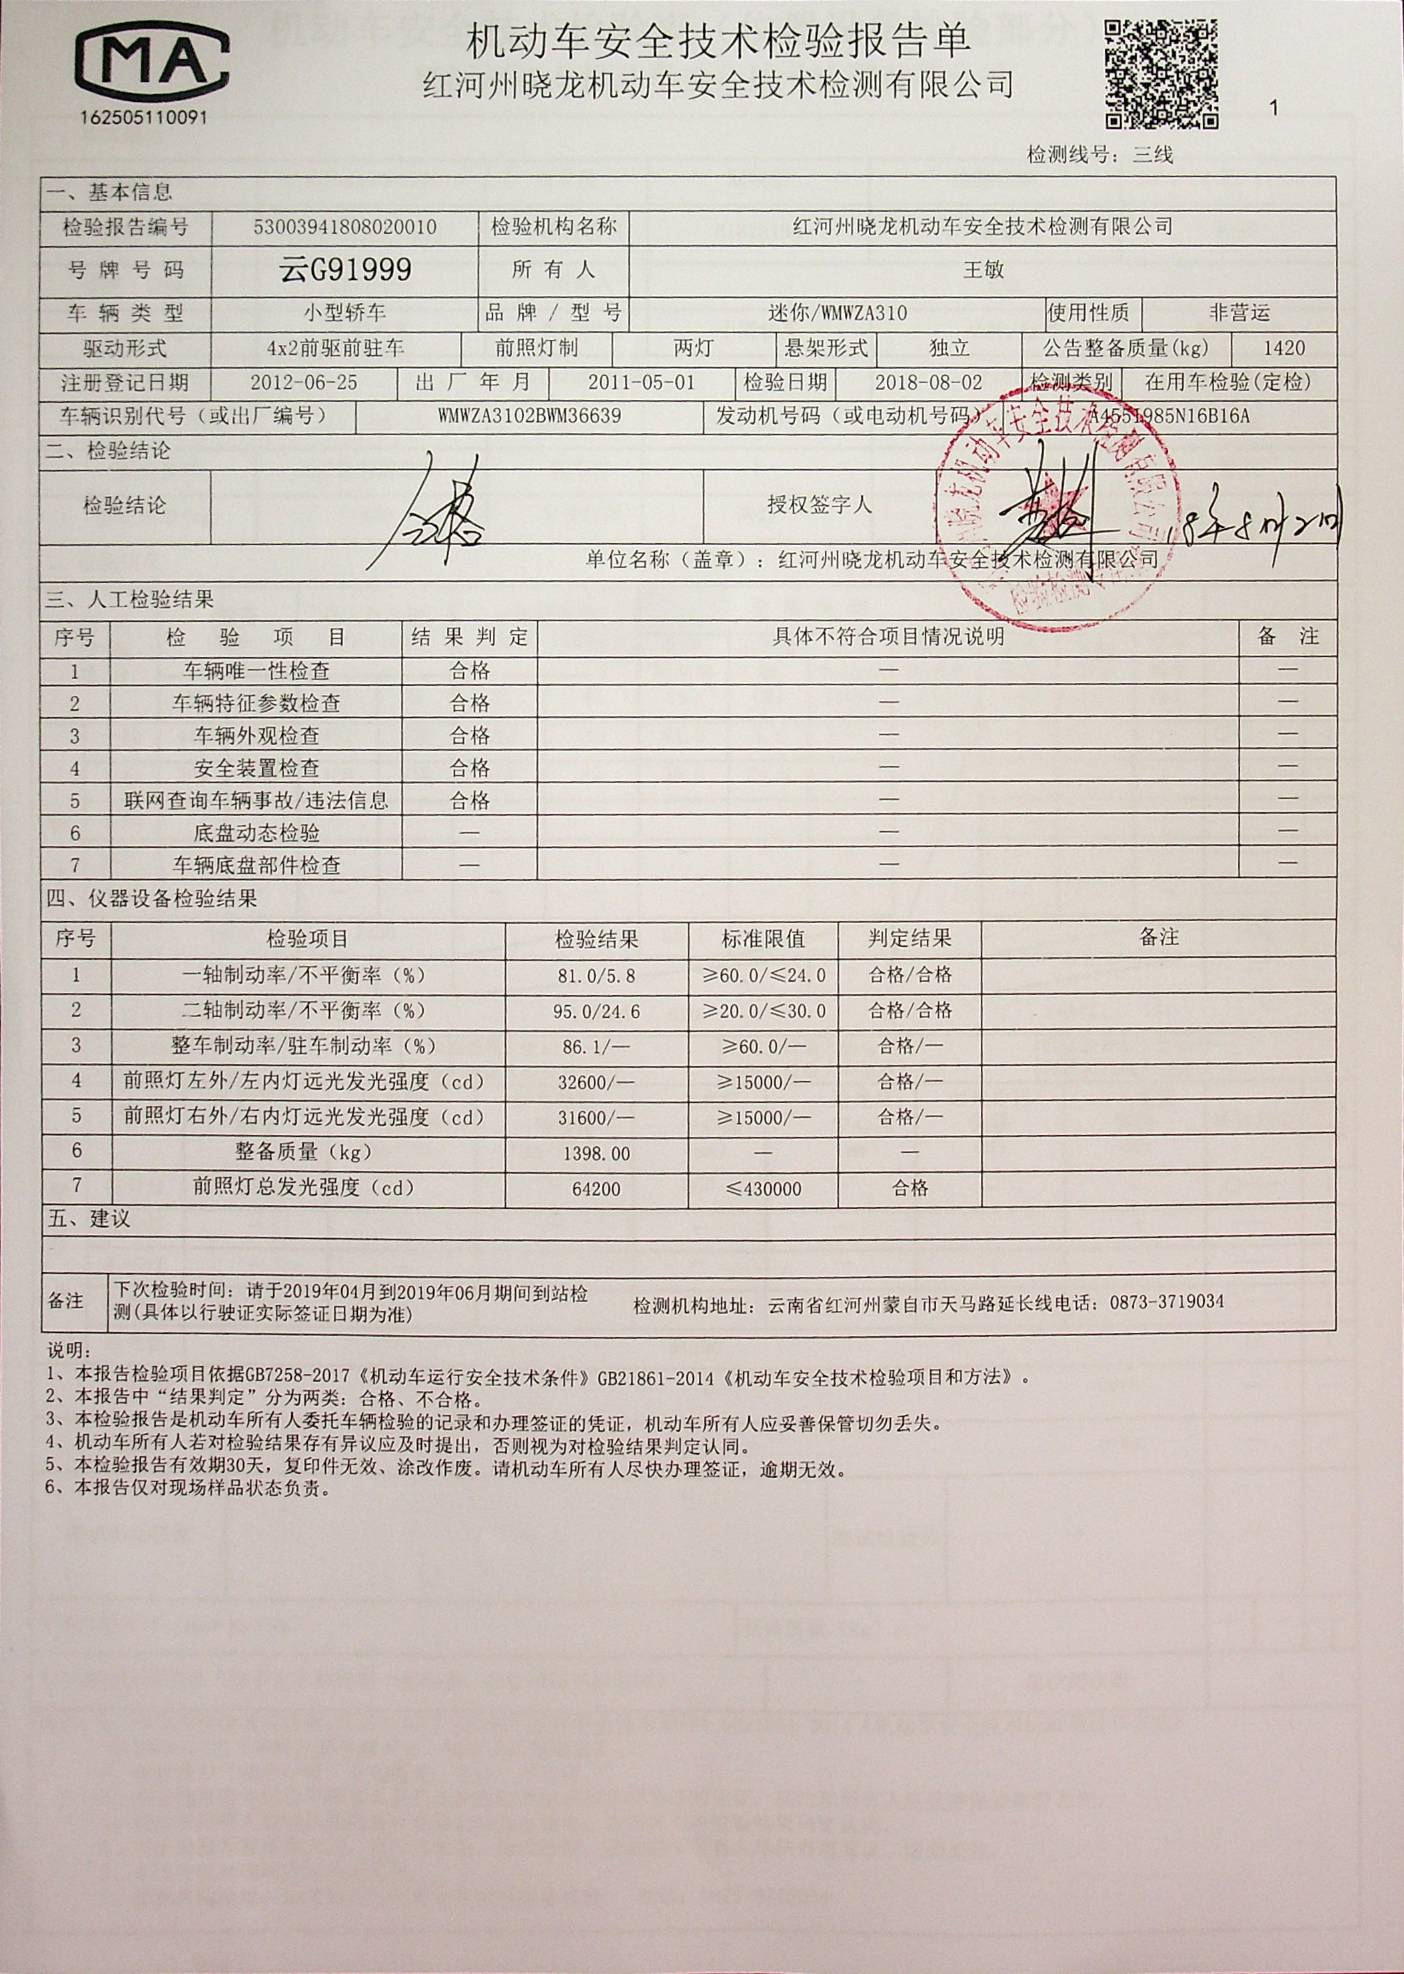 CMA
162505110091
机动车安全技术检验报告单
红河州晓龙机动车安全技术检测有限公司
1
检测线号：三线
一、基本信息
检验报告编号 53003941808020010 检验机构名称 红河州晓龙机动车安全技术检测有限公司
号牌号码 云G91999 所有人 王敏
车辆类型 小型轿车 品牌/型号 迷你/WMWZA310 使用性质 非营运
驱动形式 4x2前驱前驻车 前照灯制 两灯 悬架形式 独立 公告整备质量(kg) 1420
注册登记日期 2012-06-25 出厂年月 2011-05-01 检验日期 2018-08-02 检测类别 在用车检验(定检)
车辆识别代号（或出厂编号） WMWZA3102BWM36639 发动机号码（或电动机号码） A4551985N16B16A
二、检验结论
检验结论 合格 授权签字人 18年8月2日
单位名称（盖章）：红河州晓龙机动车安全技术检测有限公司
三、人工检验结果
序号 检验项目 结果判定 具体不符合项目情况说明 备注
1 车辆唯一性检查 合格 — —
2 车辆特征参数检查 合格 — —
3 车辆外观检查 合格 — —
4 安全装置检查 合格 — —
5 联网查询车辆事故/违法信息 合格 — —
6 底盘动态检验 — — —
7 车辆底盘部件检查 — — —
四、仪器设备检验结果
序号 检验项目 检验结果 标准限值 判定结果 备注
1 一轴制动率/不平衡率（%） 81.0/5.8 ≥60.0/≤24.0 合格/合格
2 二轴制动率/不平衡率（%） 95.0/24.6 ≥20.0/≤30.0 合格/合格
3 整车制动率/驻车制动率（%） 86.1/— ≥60.0/— 合格/—
4 前照灯左外/左内灯远光发光强度（cd） 32600/— ≥15000/— 合格/—
5 前照灯右外/右内灯远光发光强度（cd） 31600/— ≥15000/— 合格/—
6 整备质量（kg） 1398.00 — —
7 前照灯总发光强度（cd） 64200 ≤430000 合格
五、建议
备注 下次检验时间：请于2019年04月到2019年06月期间到站检
测(具体以行驶证实际签证日期为准) 检测机构地址：云南省红河州蒙自市天马路延长线电话：0873-3719034
说明：
1、本报告检验项目依据GB7258-2017《机动车运行安全技术条件》GB21861-2014《机动车安全技术检验项目和方法》。
2、本报告中“结果判定”分为两类：合格、不合格。
3、本检验报告是机动车所有人委托车辆检验的记录和办理签证的凭证，机动车所有人应妥善保管切勿丢失。
4、机动车所有人若对检验结果存有异议应及时提出，否则视为对检验结果判定认同。
5、本检验报告有效期30天，复印件无效、涂改作废。请机动车所有人尽快办理签证，逾期无效。
6、本报告仅对现场样品状态负责。